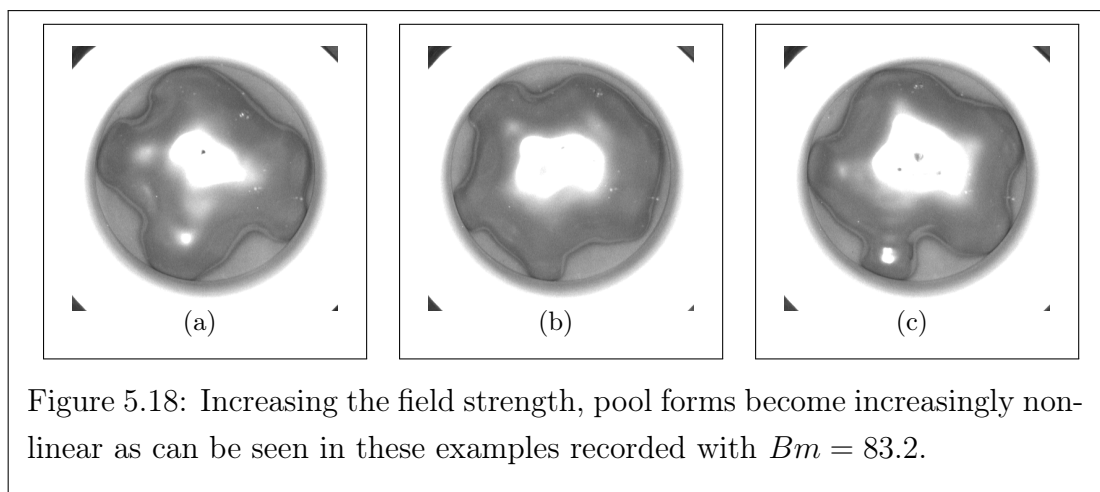 (a)
(b)
(c)
Figure 5.18: Increasing the field strength, pool forms become increasingly non-
linear as can be seen in these examples recorded with Bm = 83.2.